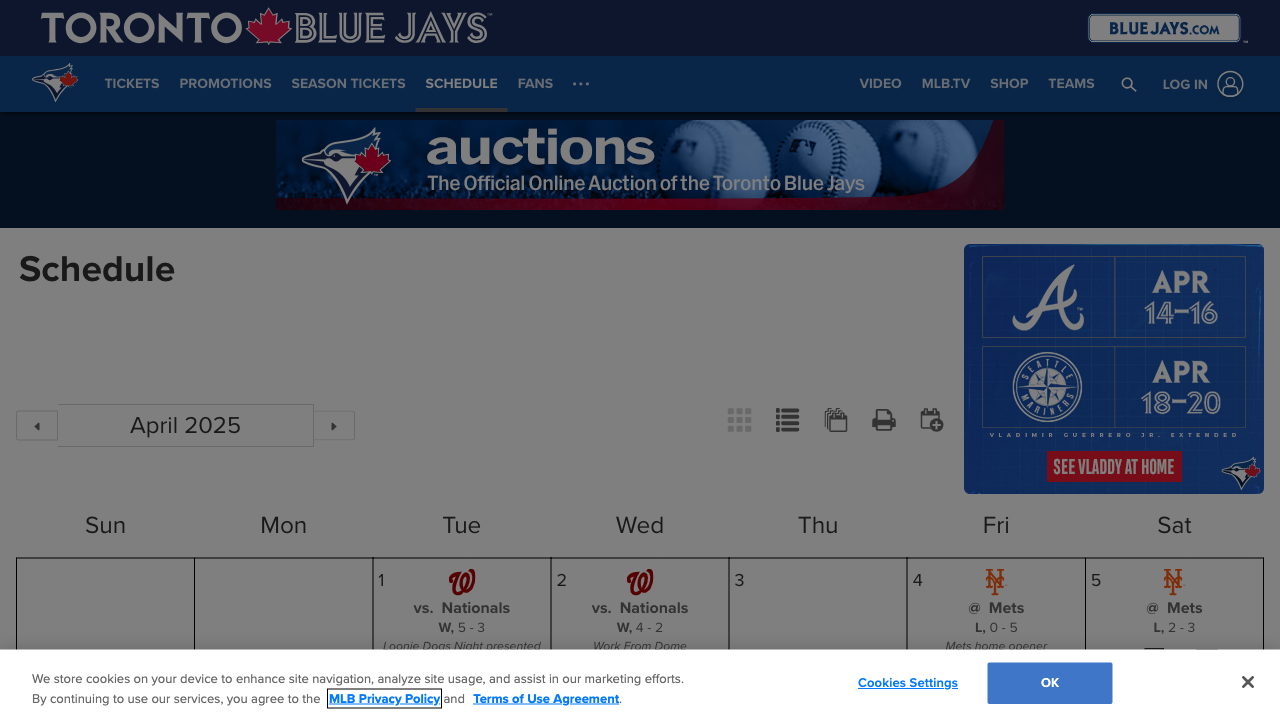 TORONTO BLUE JAYS™
BLUEJAYS.COM™
TICKETS PROMOTIONS SEASON TICKETS SCHEDULE FANS ··· VIDEO MLB.TV SHOP TEAMS LOG IN
auctions
The Official Online Auction of the Toronto Blue Jays
Schedule
APR
14–16
SEATTLE
MARINERS
APR
18–20
VLADIMIR GUERRERO JR. EXTENDED
SEE VLADDY AT HOME
April 2025
Sun Mon Tue Wed Thu Fri Sat
1 2 3 4 5
vs. Nationals vs. Nationals @ Mets @ Mets
W, 5 - 3 W, 4 - 2 L, 0 - 5 L, 2 - 3
Loonie Dogs Night presented Work From Dome Mets home opener
We store cookies on your device to enhance site navigation, analyze site usage, and assist in our marketing efforts.
By continuing to use our services, you agree to the MLB Privacy Policy and Terms of Use Agreement.
Cookies Settings
OK